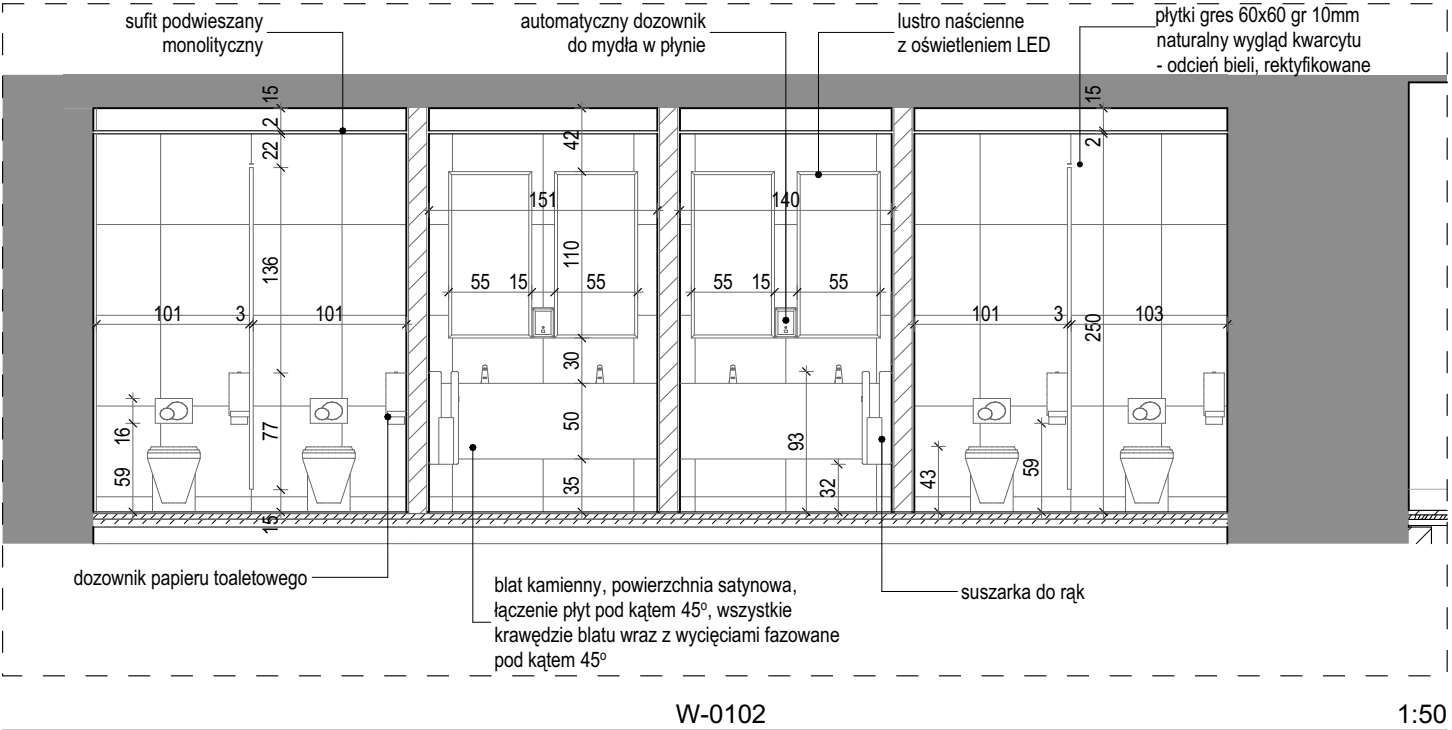 sufit podwieszany
monolityczny
automatyczny dozownik
do mydła w płynie
lustro naścienne
z oświetleniem LED
płytki gres 60x60 gr 10mm
naturalny wygląd kwarcytu
- odcień bieli, rektyfikowane
15
2
22
136
101
3
101
16
59
77
15
42
151
110
55
15
55
30
50
35
140
55
15
55
93
32
15
2
101
3
103
250
43
59
dozownik papieru toaletowego
blat kamienny, powierzchnia satynowa,
łączenie płyt pod kątem 45º, wszystkie
krawędzie blatu wraz z wycięciami fazowane
pod kątem 45º
suszarka do rąk
W-0102
1:50